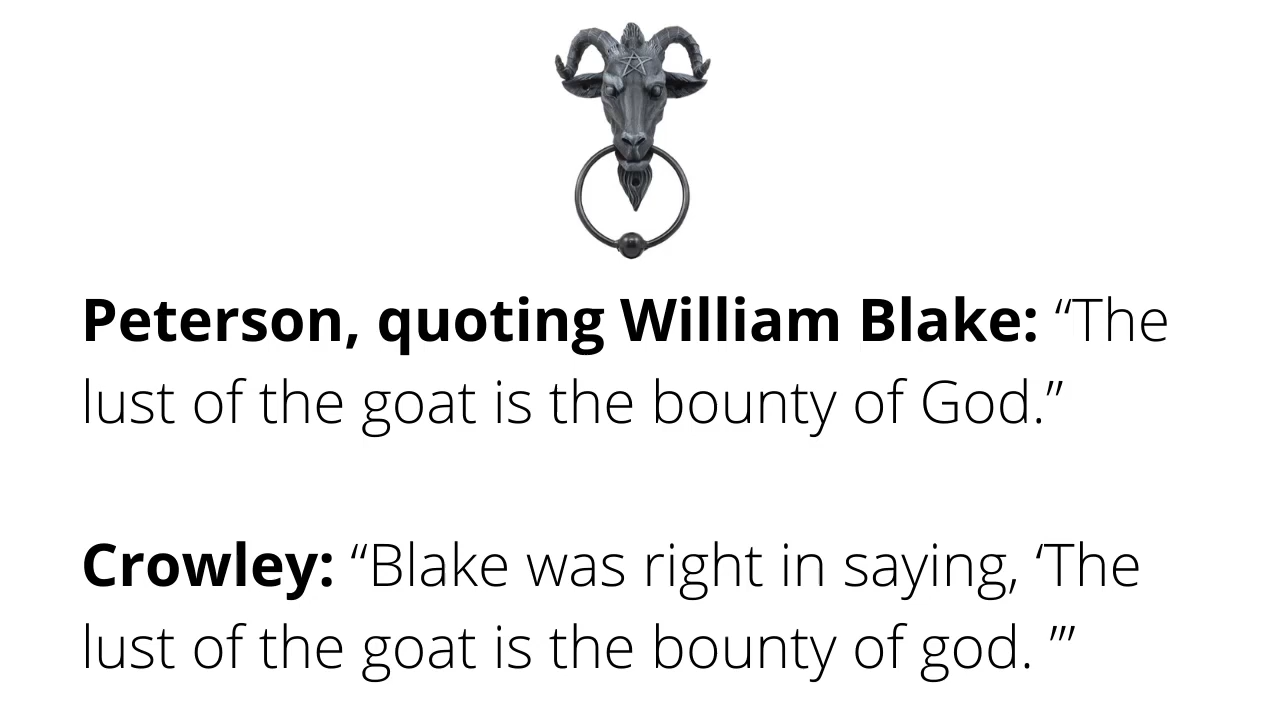 Peterson, quoting William Blake: “The
lust of the goat is the bounty of God.”
Crowley: “Blake was right in saying, ‘The
lust of the goat is the bounty of god. ’”